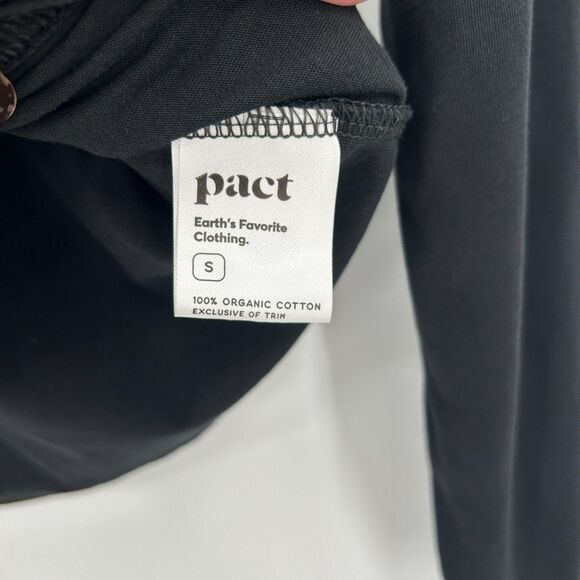 pact
Earth's Favorite
Clothing.
S
100% ORGANIC COTTON
EXCLUSIVE OF TRIM